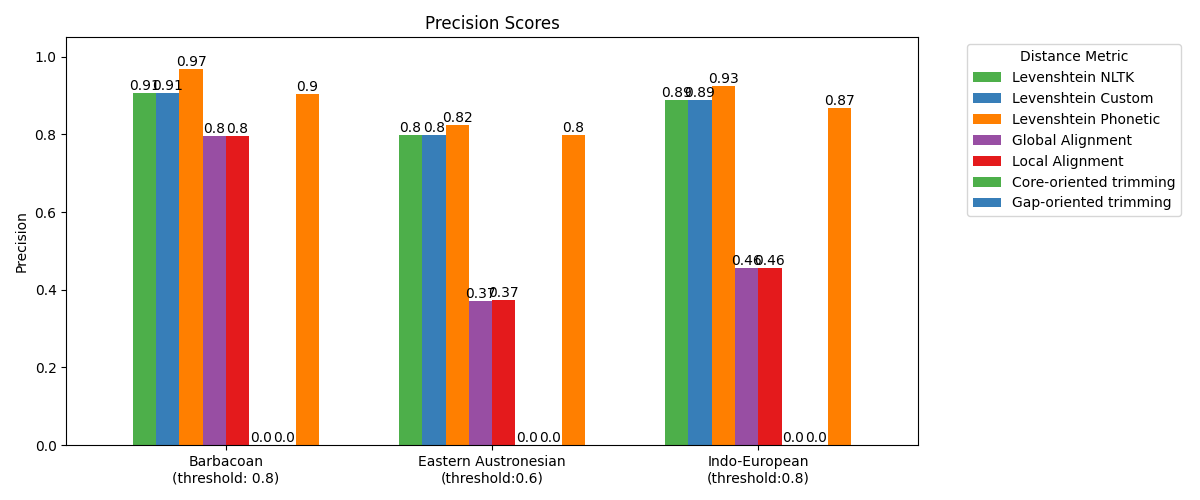 Precision Scores
Precision
1.0
0.8
0.6
0.4
0.2
0.0
0.91
0.91
0.97
0.8
0.8
0.0
0.0
0.9
0.8
0.8
0.82
0.37
0.37
0.0
0.0
0.8
0.89
0.89
0.93
0.46
0.46
0.0
0.0
0.87
Barbacoan
(threshold: 0.8)
Eastern Austronesian
(threshold:0.6)
Indo-European
(threshold:0.8)
Distance Metric
Levenshtein NLTK
Levenshtein Custom
Levenshtein Phonetic
Global Alignment
Local Alignment
Core-oriented trimming
Gap-oriented trimming